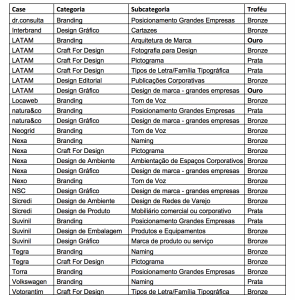 Case Categoria Subcategoria Troféu
dr.consulta Branding Posicionamento Grandes Empresas Bronze
Interbrand Design Gráfico Cartazes Bronze
LATAM Branding Arquitetura de Marca Ouro
LATAM Craft For Design Fotografia para Design Bronze
LATAM Craft For Design Pictograma Prata
LATAM Craft For Design Tipos de Letra/Família Tipográfica Prata
LATAM Design Editorial Publicações Corporativas Bronze
LATAM Design Gráfico Design de marca - grandes empresas Ouro
Locaweb Branding Tom de Voz Bronze
natura&co Branding Posicionamento Grandes Empresas Prata
natura&co Design Gráfico Design de marca - grandes empresas Bronze
Neogrid Branding Tom de Voz Bronze
Nexa Branding Naming Bronze
Nexa Craft For Design Pictograma Bronze
Nexa Design de Ambiente Ambientação de Espaços Corporativos Bronze
Nexa Design Gráfico Design de marca - grandes empresas Bronze
Nexo Branding Tom de Voz Bronze
NSC Design Gráfico Design de marca - grandes empresas Bronze
Sicredi Design de Ambiente Design de Redes de Varejo Bronze
Sicredi Design de Produto Mobiliário comercial ou corporativo Prata
Suvinil Branding Posicionamento Grandes Empresas Prata
Suvinil Design de Embalagem Produtos e Equipamentos Bronze
Suvinil Design Gráfico Marca de produto ou serviço Bronze
Tegra Branding Naming Bronze
Tegra Craft For Design Pictograma Bronze
Torra Branding Posicionamento Grandes Empresas Bronze
Volkswagen Branding Naming Prata
Votorantim Craft For Design Tipos de Letra/Família Tipográfica Bronze